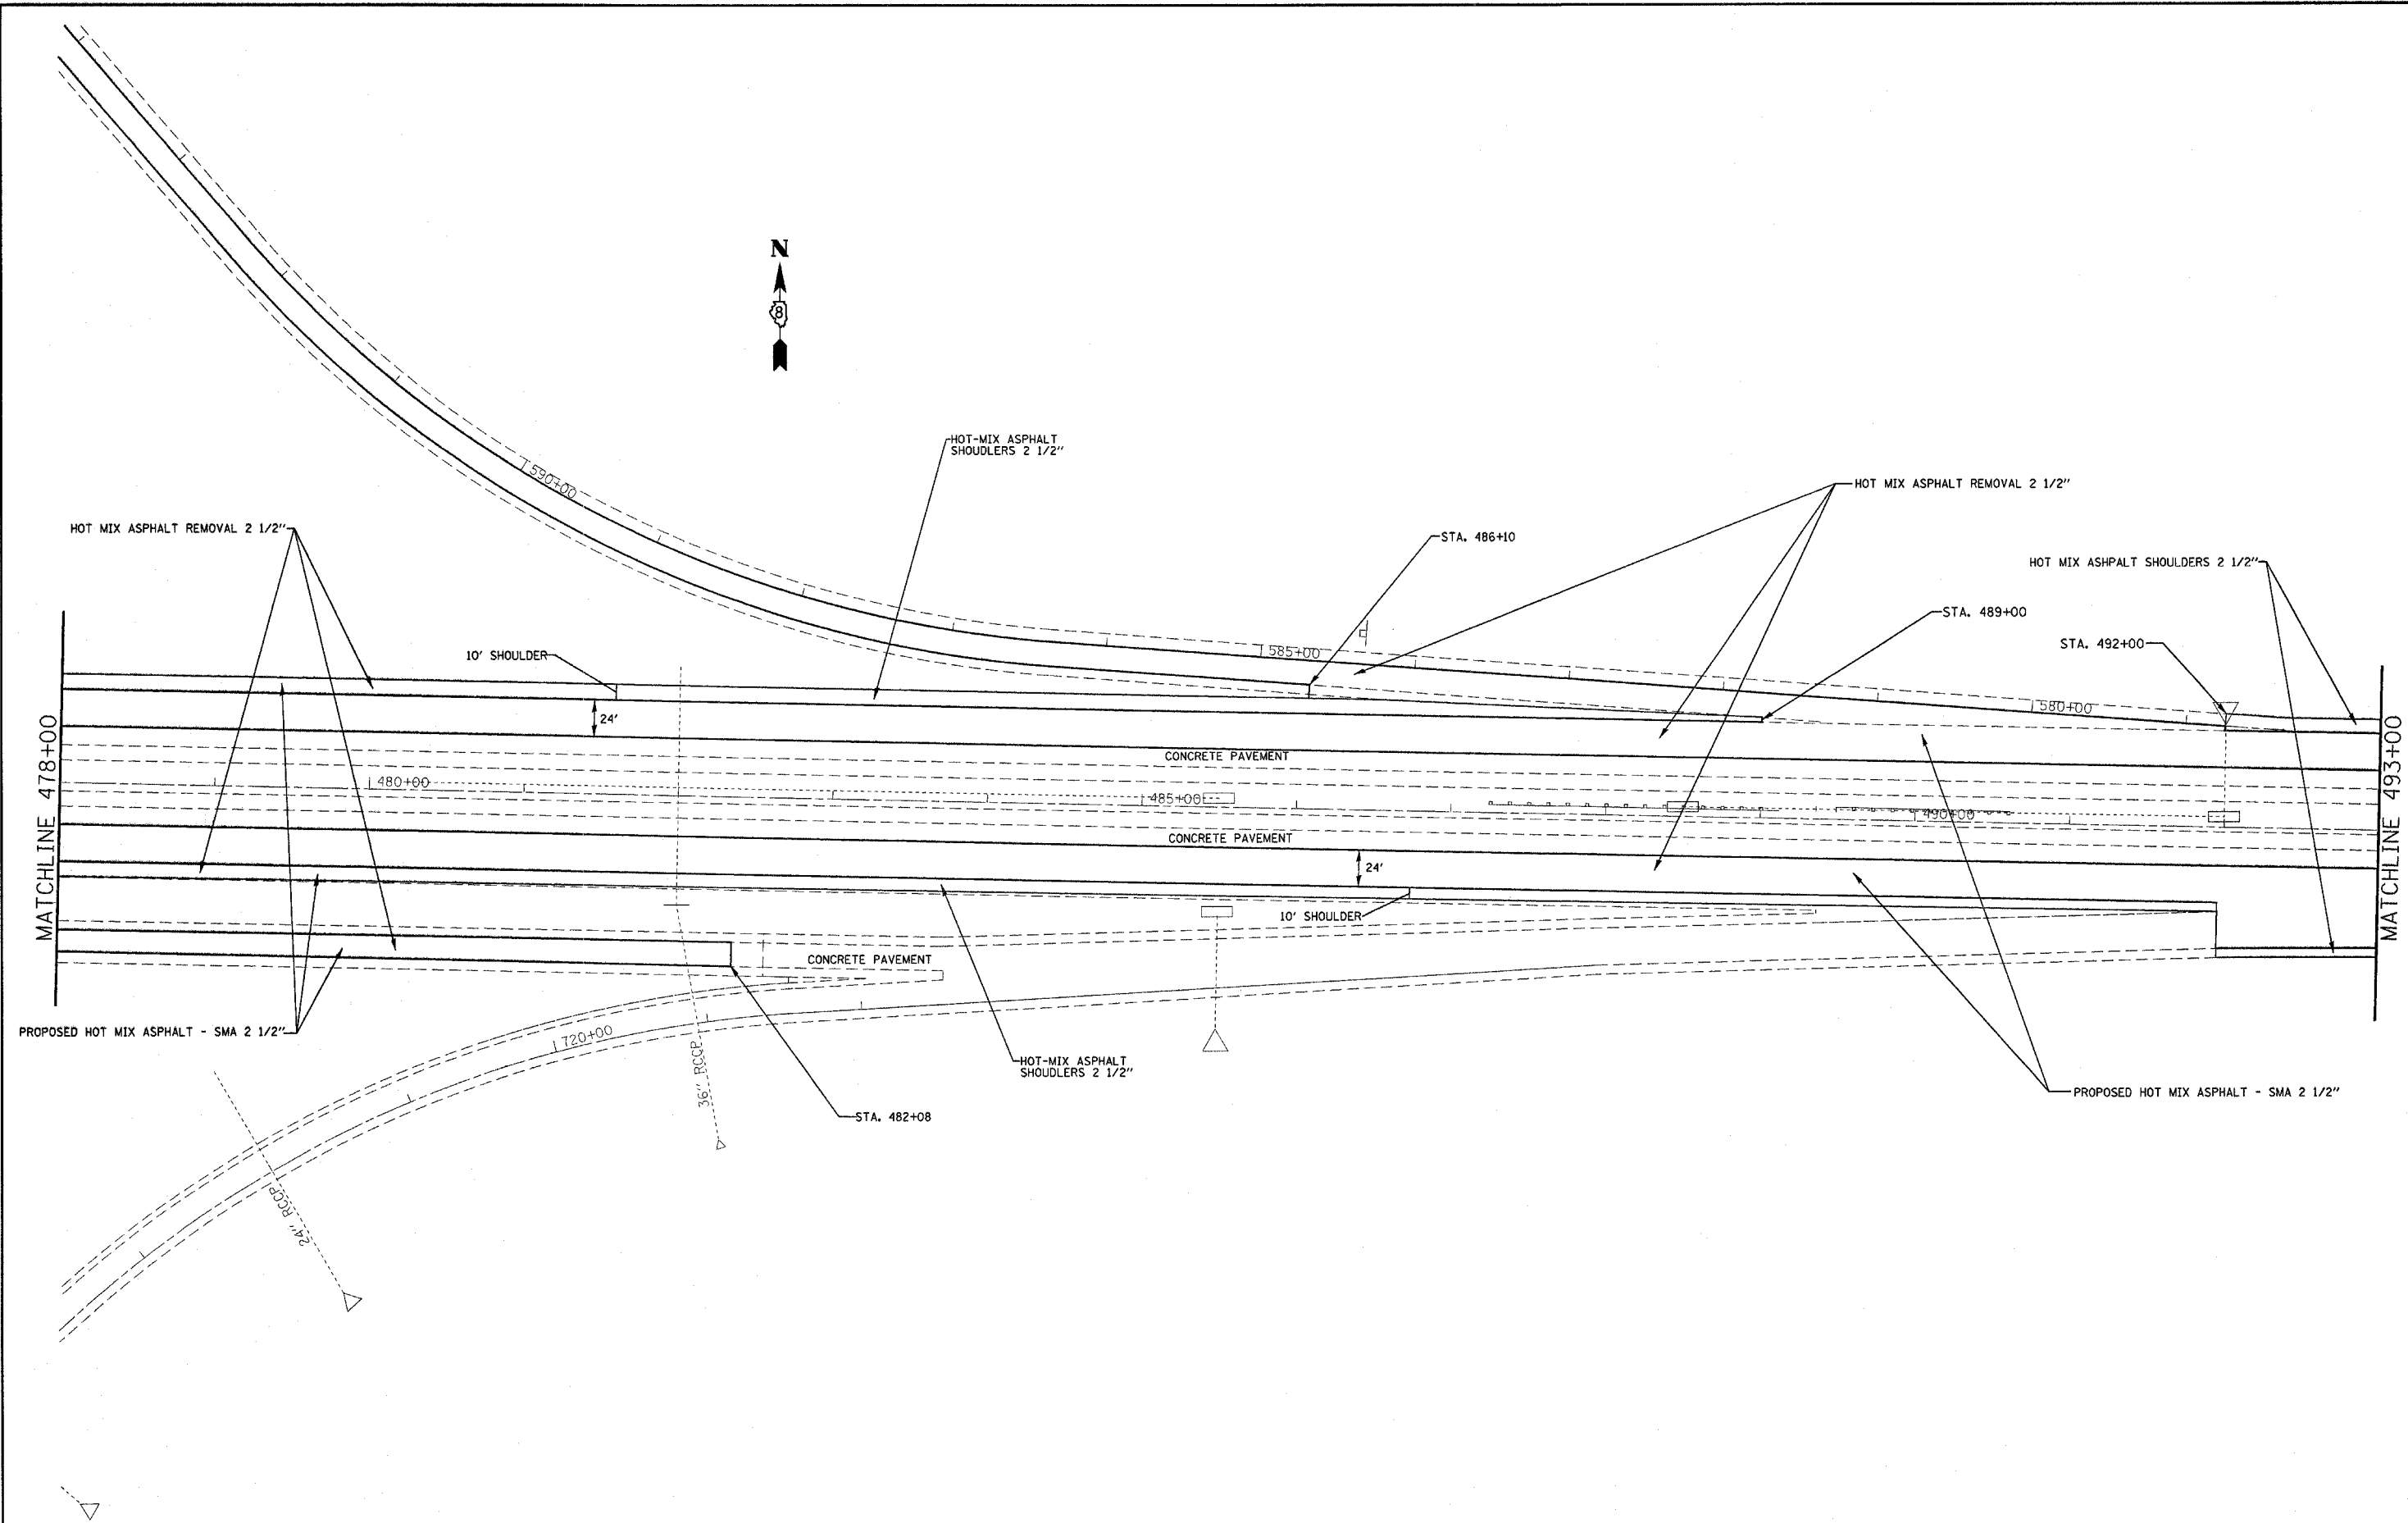 N
8
HOT-MIX ASPHALT
SHOUDLERS 2 1/2"
590+00
HOT MIX ASPHALT REMOVAL 2 1/2"
HOT MIX ASPHALT REMOVAL 2 1/2"
STA. 486+10
HOT MIX ASHPALT SHOULDERS 2 1/2"
STA. 489+00
STA. 492+00
10' SHOULDER
585+00
580+00
24'
MATCHLINE 478+00
MATCHLINE 493+00
CONCRETE PAVEMENT
480+00
485+00
490+00
CONCRETE PAVEMENT
24'
10' SHOULDER
CONCRETE PAVEMENT
PROPOSED HOT MIX ASPHALT - SMA 2 1/2"
720+00
36" RCCP
HOT-MIX ASPHALT
SHOUDLERS 2 1/2"
PROPOSED HOT MIX ASPHALT - SMA 2 1/2"
STA. 482+08
24" RCCP